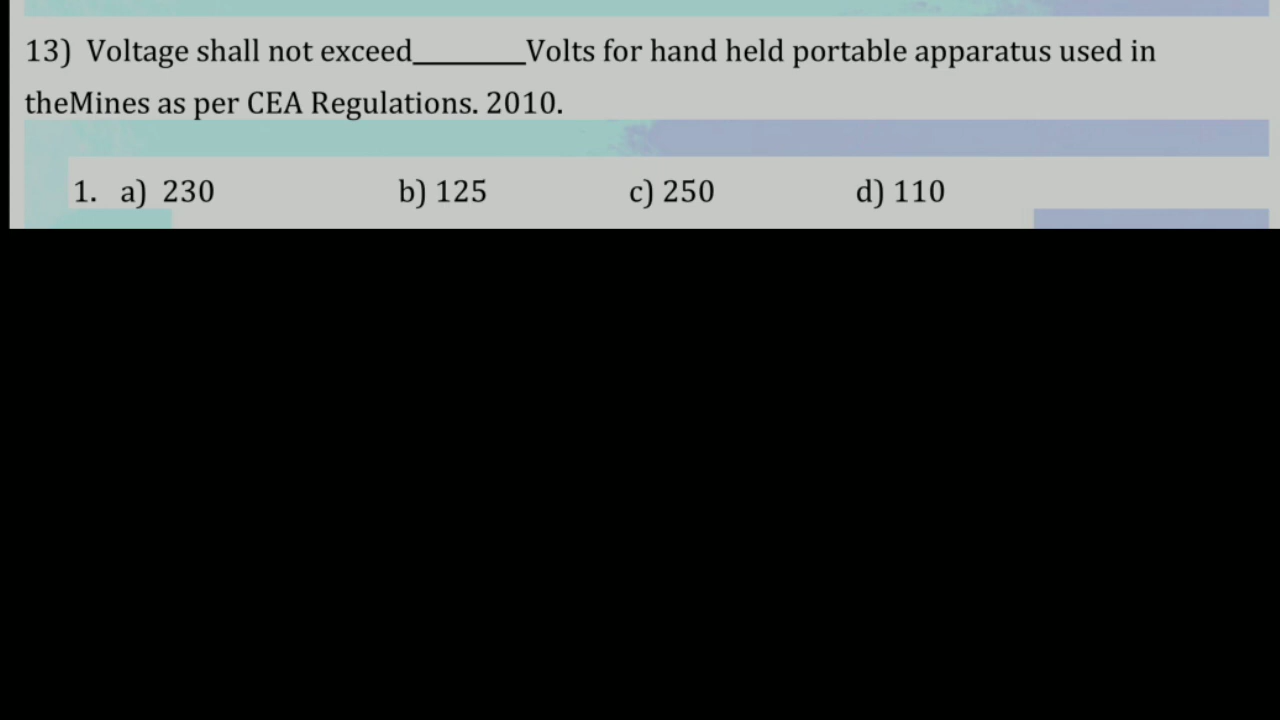 13) Voltage shall not exceed_______Volts for hand held portable apparatus used in
theMines as per CEA Regulations. 2010.
1. a) 230 b) 125 c) 250 d) 110